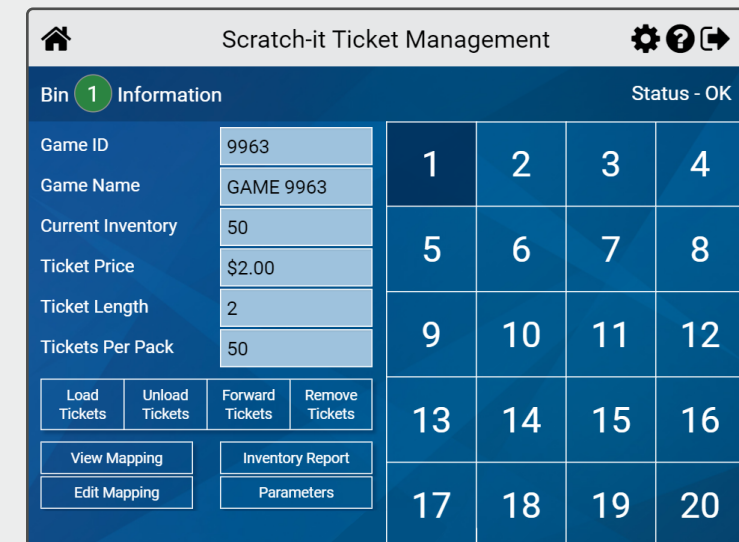 Scratch-it Ticket Management
Bin 1 Information
Status - OK
Game ID 9963
Game Name GAME 9963
Current Inventory 50
Ticket Price $2.00
Ticket Length 2
Tickets Per Pack 50
Load Tickets
Unload Tickets
Forward Tickets
Remove Tickets
View Mapping
Inventory Report
Edit Mapping
Parameters
1 2 3 4
5 6 7 8
9 10 11 12
13 14 15 16
17 18 19 20